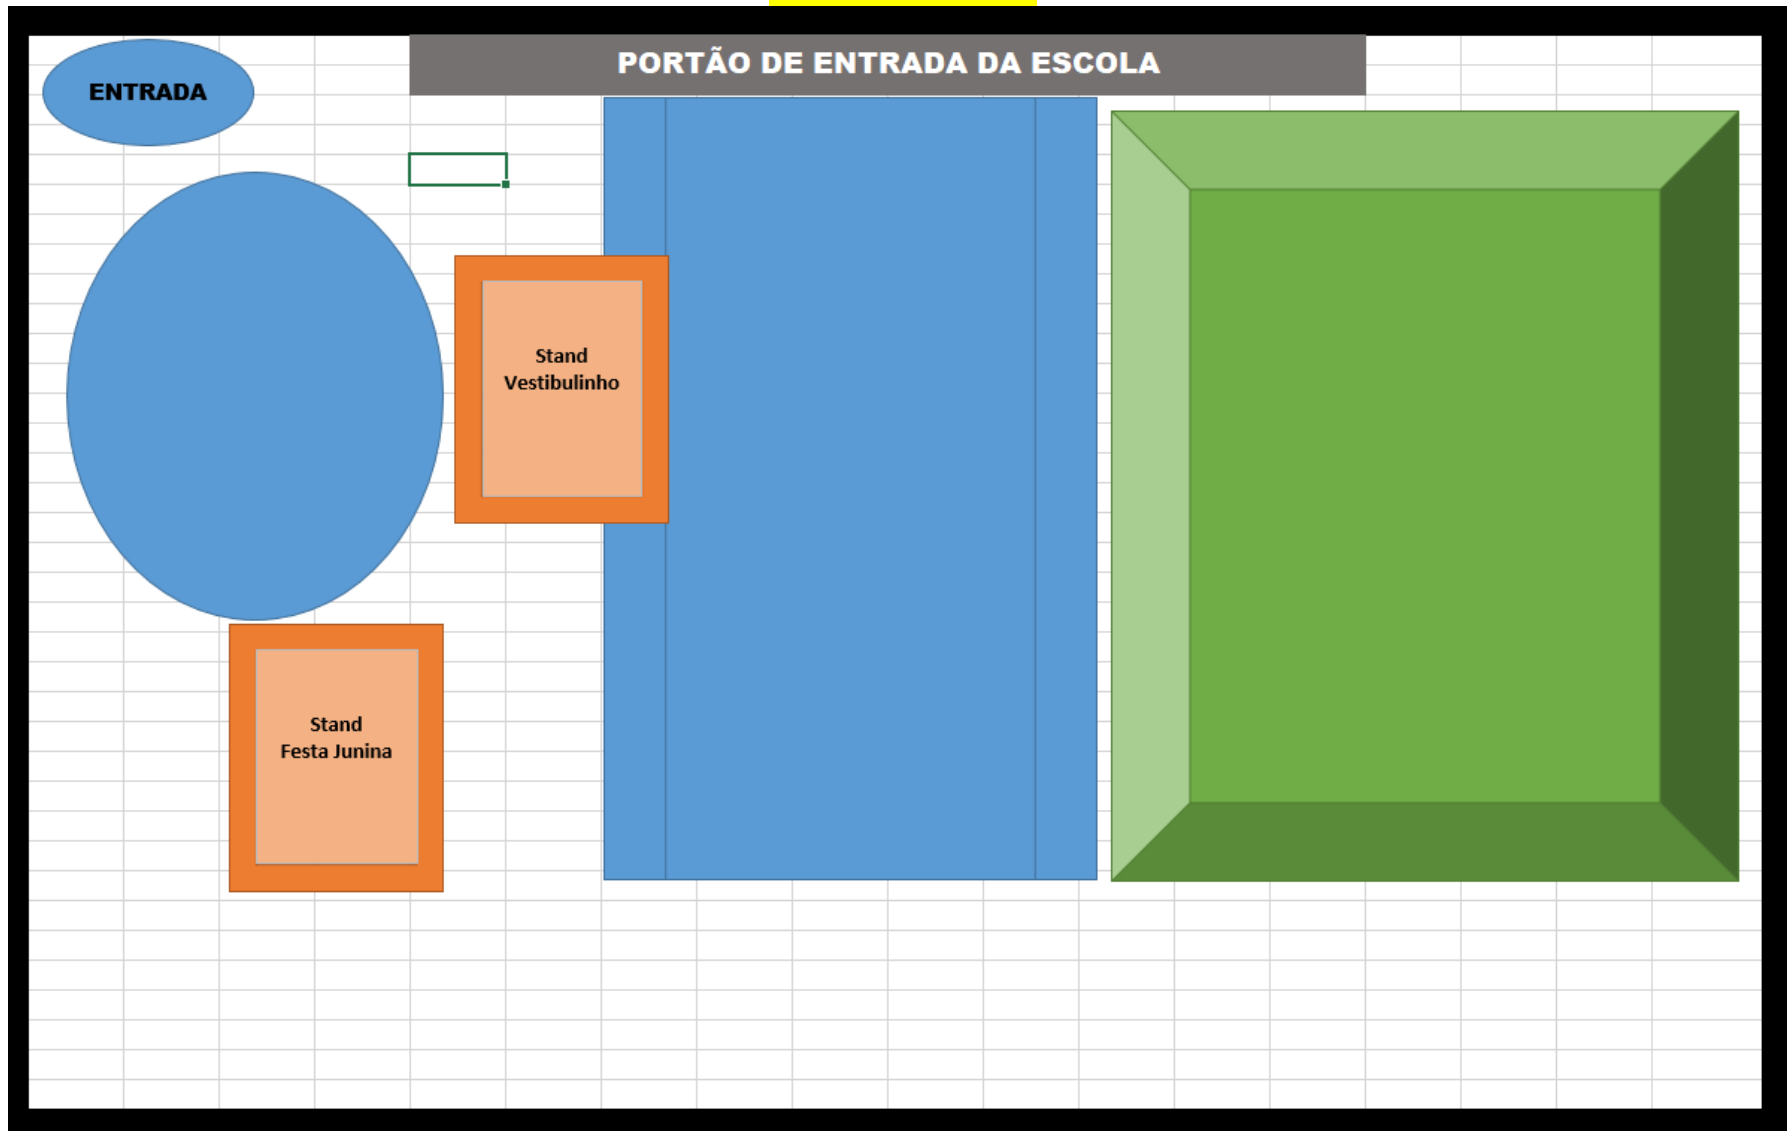 PORTÃO DE ENTRADA DA ESCOLA
ENTRADA
Stand
Vestibulinho
Stand
Festa Junina